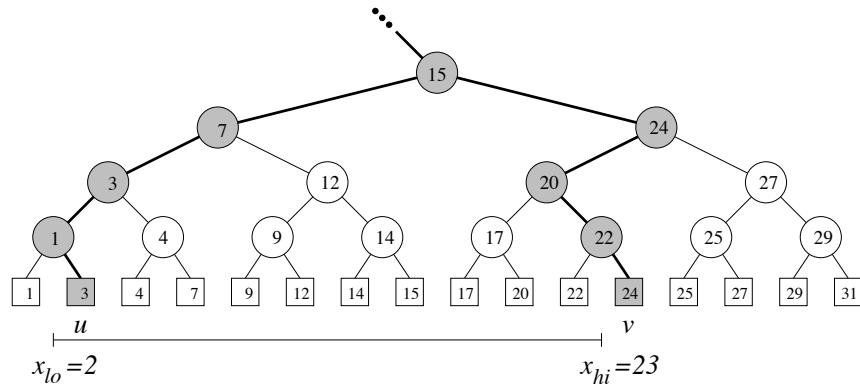 15
7 24
3 12 20 27
1 4 9 14 17 22 25 29
1 3 4 7 9 12 14 15 17 20 22 24 25 27 29 31
u v
x_lo=2 x_hi=23